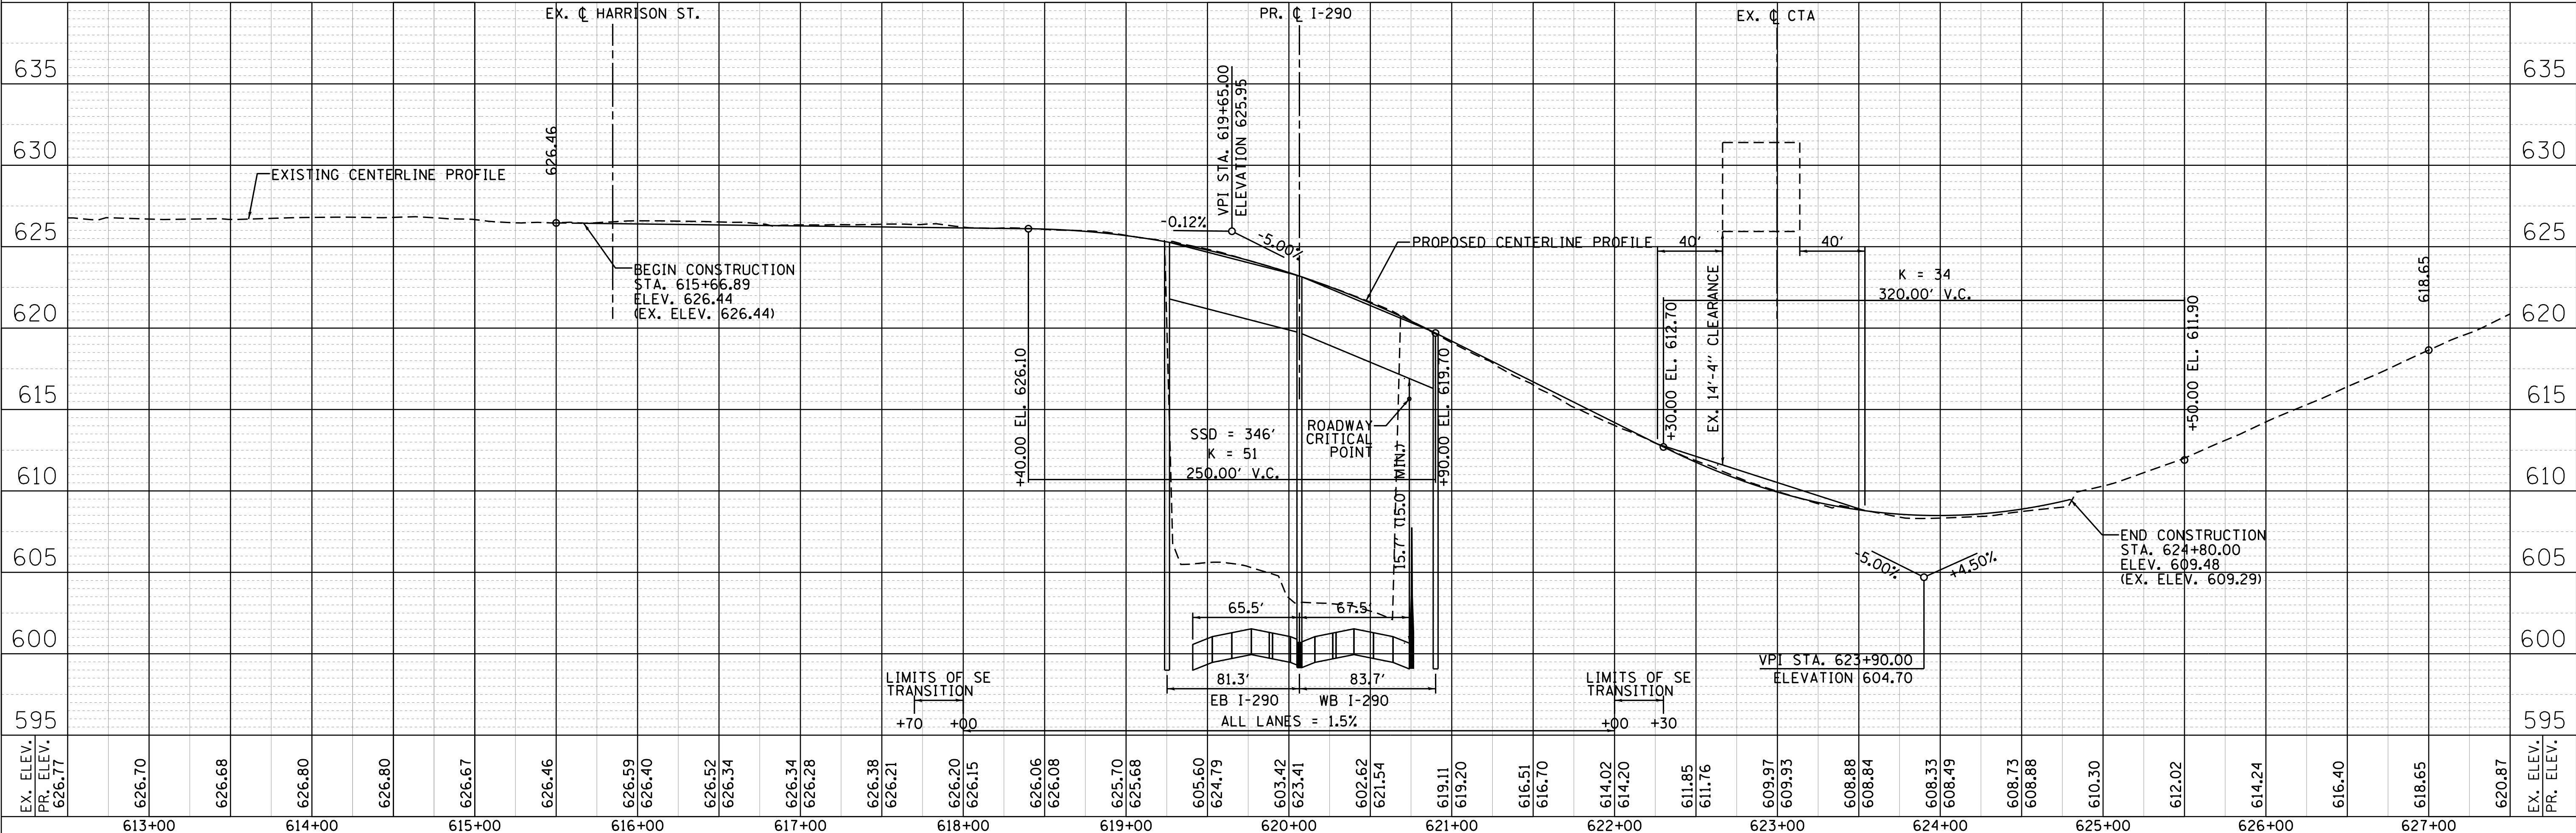 EX. ℄ HARRISON ST.
PR. ℄ I-290
EX. ℄ CTA
635
635
630
630
625
625
620
620
615
615
610
610
605
605
600
600
595
595
626.46
EXISTING CENTERLINE PROFILE
BEGIN CONSTRUCTION
STA. 615+66.89
ELEV. 626.44
(EX. ELEV. 626.44)
VPI STA. 619+65.00
ELEVATION 625.95
-0.12%
-5.00%
PROPOSED CENTERLINE PROFILE
40'
40'
K = 34
320.00' V.C.
618.65
+30.00 EL. 612.70
EX. 14'-4" CLEARANCE
+50.00 EL. 611.90
+40.00 EL. 626.10
+90.00 EL. 619.70
SSD = 346'
K = 51
250.00' V.C.
ROADWAY
CRITICAL
POINT
15.7' (15.0' MIN.)
END CONSTRUCTION
STA. 624+80.00
ELEV. 609.48
(EX. ELEV. 609.29)
-5.00%
+4.50%
VPI STA. 623+90.00
ELEVATION 604.70
65.5'
67.5'
81.3'
83.7'
EB I-290
WB I-290
ALL LANES = 1.5%
LIMITS OF SE
TRANSITION
+70
+00
LIMITS OF SE
TRANSITION
+00
+30
EX. ELEV.
PR. ELEV.
626.77
626.70
626.68
626.80
626.80
626.67
626.46
626.59
626.40
626.52
626.34
626.34
626.28
626.38
626.21
626.20
626.15
626.06
626.08
625.70
625.68
605.60
624.79
603.42
623.41
602.62
621.54
619.11
619.20
616.51
616.70
614.02
614.20
611.85
611.76
609.97
609.93
608.88
608.84
608.33
608.49
608.73
608.88
610.30
612.02
614.24
616.40
618.65
620.87
EX. ELEV.
PR. ELEV.
613+00
614+00
615+00
616+00
617+00
618+00
619+00
620+00
621+00
622+00
623+00
624+00
625+00
626+00
627+00